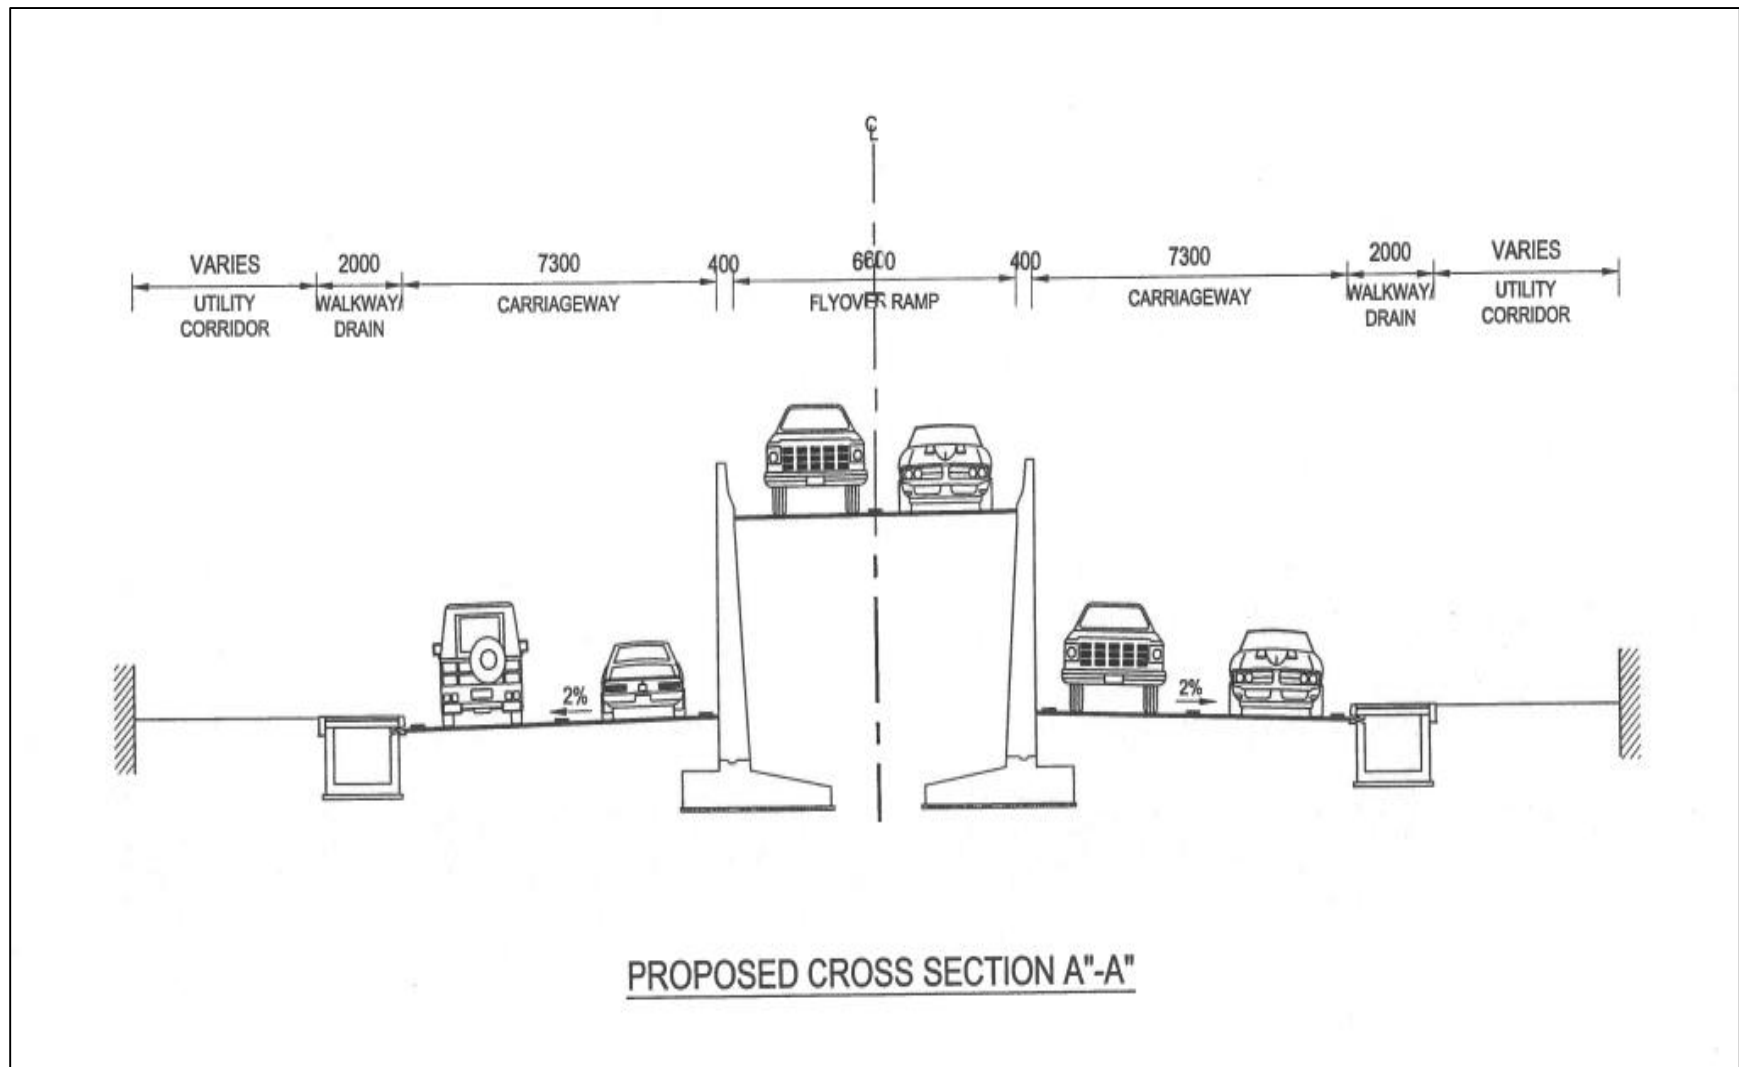 ℄
VARIES 2000 7300 400 6600 400 7300 2000 VARIES
UTILITY CORRIDOR
WALKWAY/ DRAIN
CARRIAGEWAY
FLYOVER RAMP
CARRIAGEWAY
WALKWAY/ DRAIN
UTILITY CORRIDOR
2%
2%
PROPOSED CROSS SECTION A"-A"